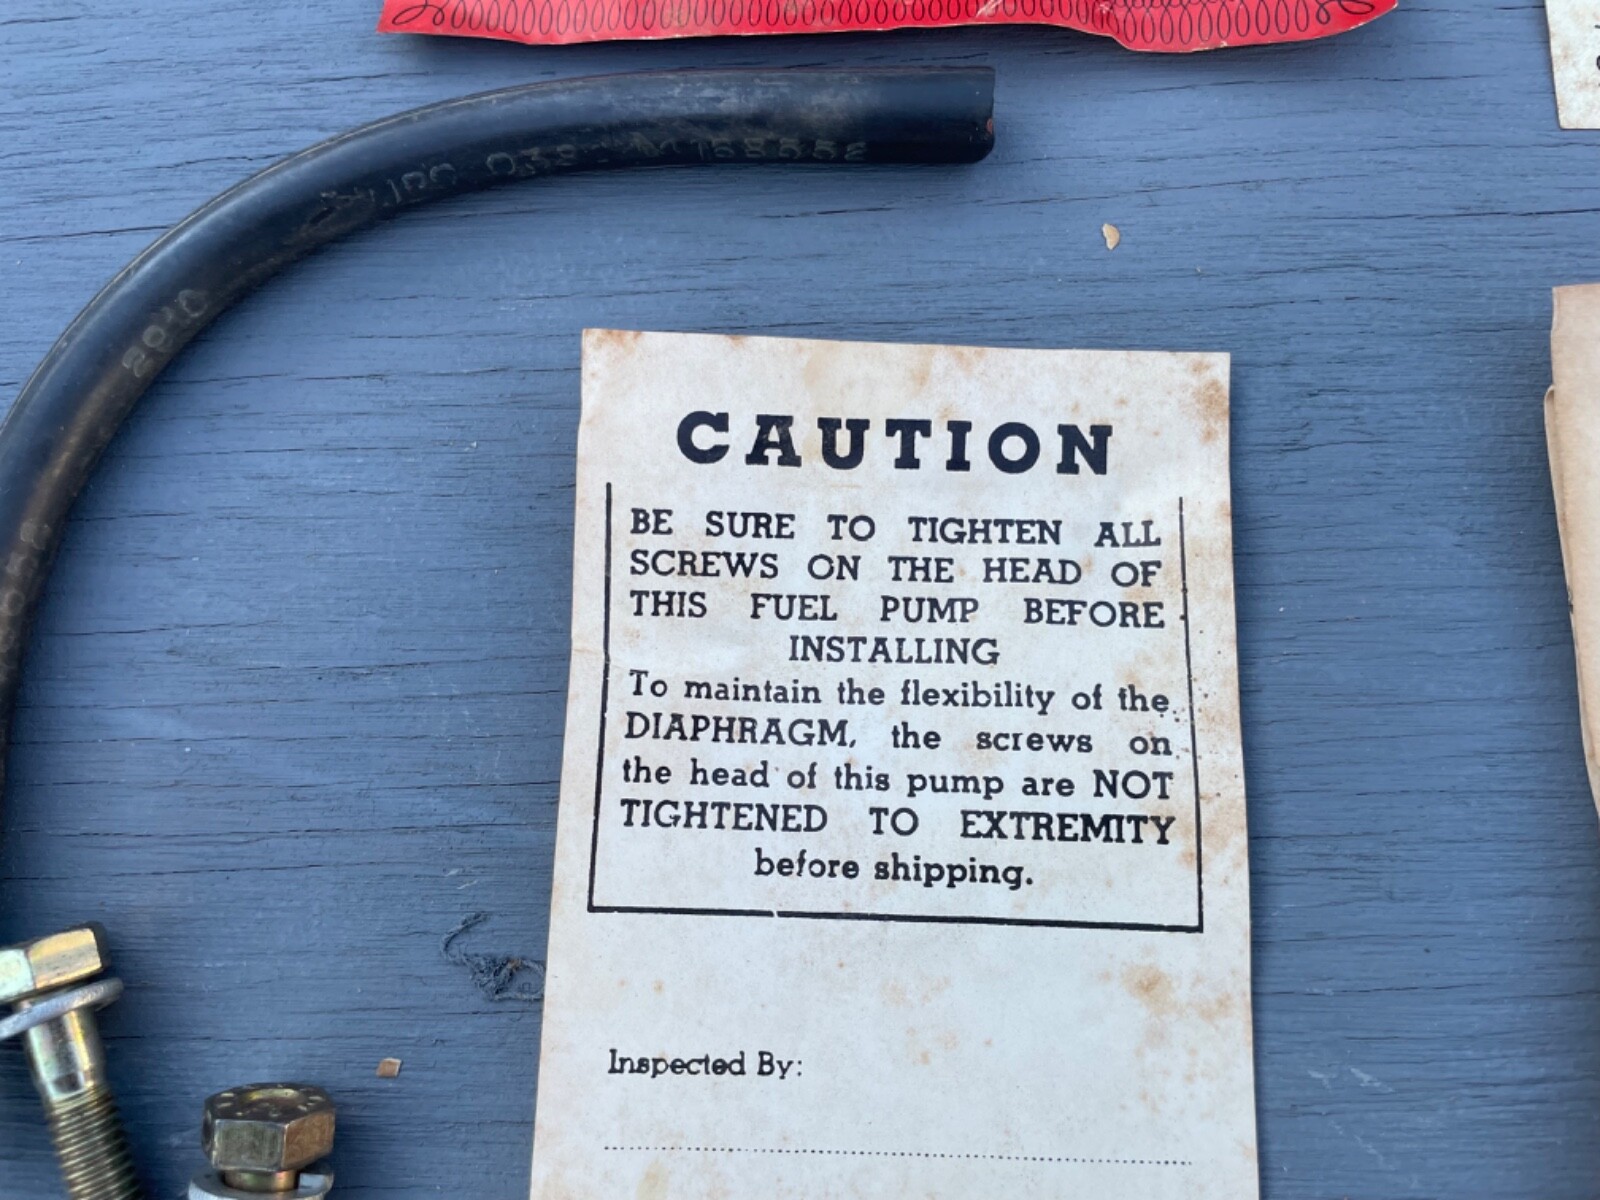 CAUTION
BE SURE TO TIGHTEN ALL
SCREWS ON THE HEAD OF
THIS FUEL PUMP BEFORE
INSTALLING
To maintain the flexibility of the
DIAPHRAGM, the screws on
the head of this pump are NOT
TIGHTENED TO EXTREMITY
before shipping.
Inspected By: